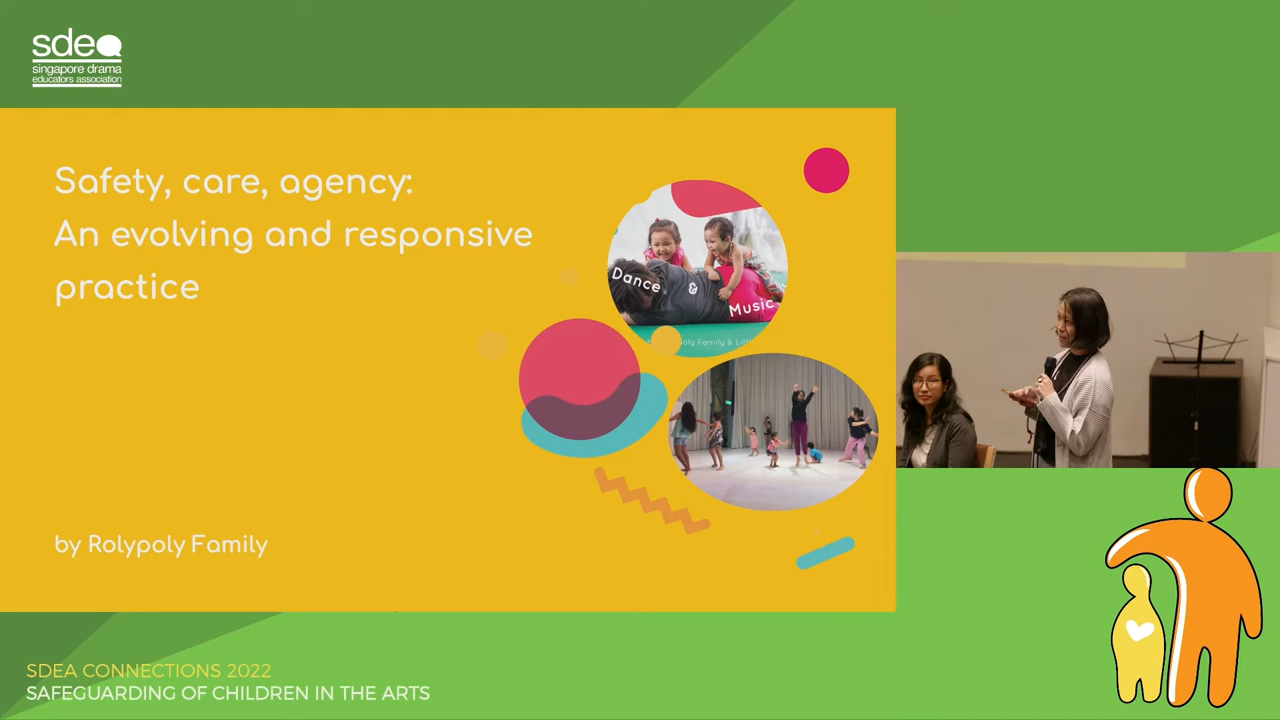 sdea
singapore drama
educators association
Safety, care, agency:
An evolving and responsive
practice
Dance & Music
by Rolypoly Family
SDEA CONNECTIONS 2022
SAFEGUARDING OF CHILDREN IN THE ARTS